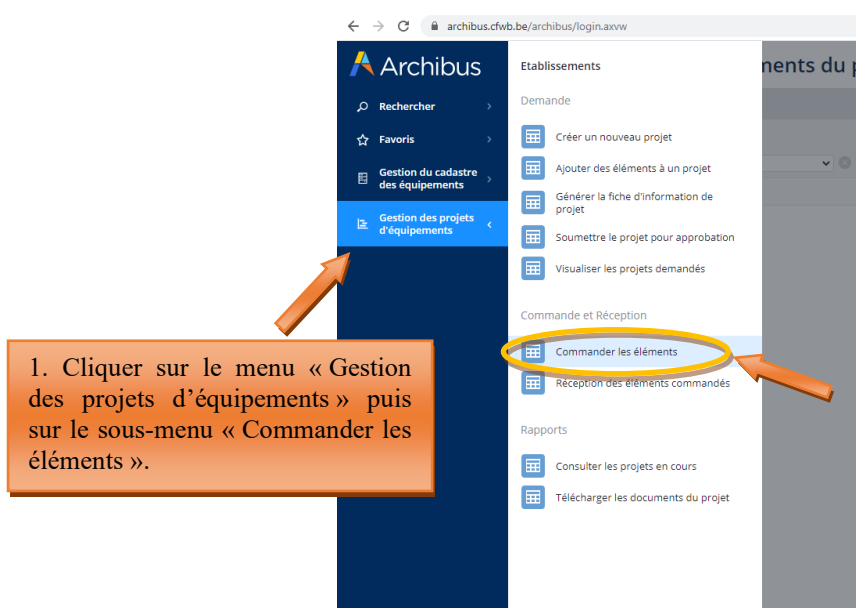 archibus.cfwb.be/archibus/login.axvw
Archibus
Rechercher
Favoris
Gestion du cadastre
des équipements
Gestion des projets
d'équipements
Etablissements
Demande
Créer un nouveau projet
Ajouter des éléments à un projet
Générer la fiche d'information de
projet
Soumettre le projet pour approbation
Visualiser les projets demandés
Commande et Réception
Commander les éléments
Réception des éléments commandés
Rapports
Consulter les projets en cours
Télécharger les documents du projet
ments du p
1. Cliquer sur le menu « Gestion
des projets d'équipements » puis
sur le sous-menu « Commander les
éléments ».